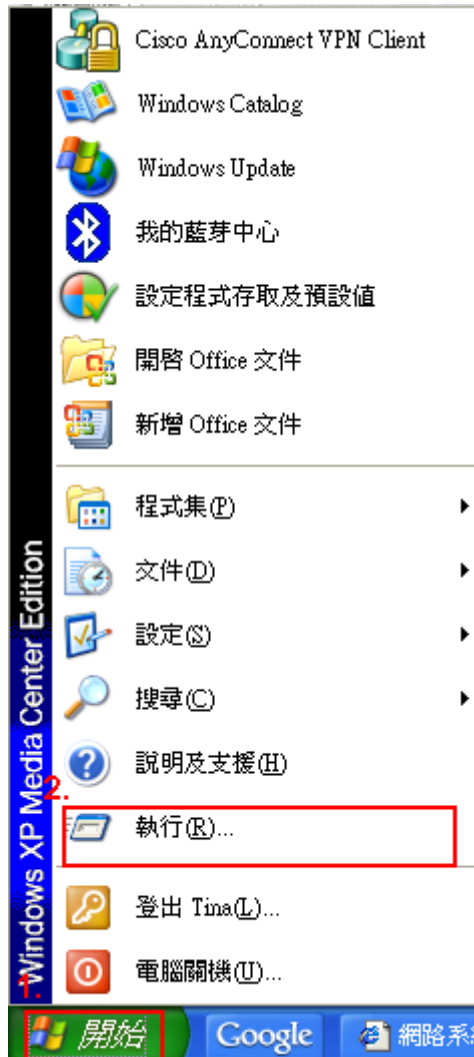 Cisco AnyConnect VPN Client
Windows Catalog
Windows Update
我的藍芽中心
設定程式存取及預設值
開啓 Office 文件
新增 Office 文件
程式集(P)
文件(D)
設定(S)
搜尋(C)
說明及支援(H)
2.
執行(R)...
登出 Tina(L)...
電腦關機(U)...
Windows XP Media Center Edition
1.
開始
Google
網路系